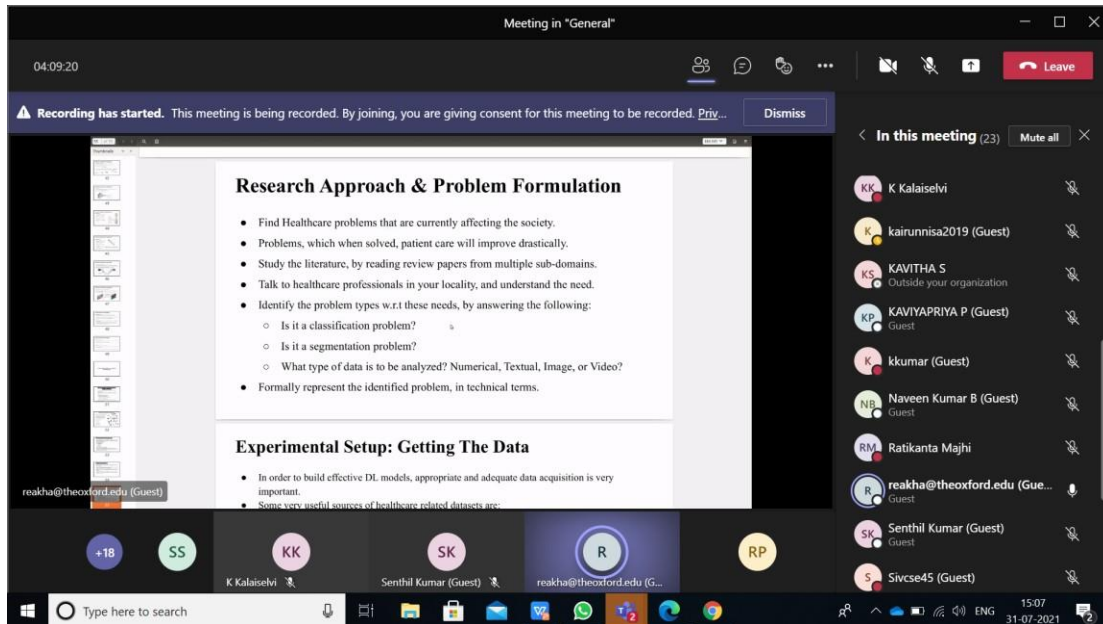 Meeting in "General"
04:09:20
Leave
Recording has started. This meeting is being recorded. By joining, you are giving consent for this meeting to be recorded. Priv...
Dismiss
In this meeting (23)
Mute all
Research Approach & Problem Formulation
● Find Healthcare problems that are currently affecting the society.
● Problems, which when solved, patient care will improve drastically.
● Study the literature, by reading review papers from multiple sub-domains.
● Talk to healthcare professionals in your locality, and understand the need.
● Identify the problem types w.r.t these needs, by answering the following:
○ Is it a classification problem?
○ Is it a segmentation problem?
○ What type of data is to be analyzed? Numerical, Textual, Image, or Video?
● Formally represent the identified problem, in technical terms.
Experimental Setup: Getting The Data
● In order to build effective DL models, appropriate and adequate data acquisition is very
important.
● Some very useful sources of healthcare related datasets are:
reakha@theoxford.edu (Guest)
KK
K Kalaiselvi
K
kairunnisa2019 (Guest)
KS
KAVITHA S
Outside your organization
KP
KAVIYAPRIYA P (Guest)
Guest
K
kkumar (Guest)
NB
Naveen Kumar B (Guest)
Guest
RM
Ratikanta Majhi
R
reakha@theoxford.edu (Gue...
Guest
SK
Senthil Kumar (Guest)
Guest
S
Sivcse45 (Guest)
+18
SS
KK
K Kalaiselvi
SK
Senthil Kumar (Guest)
R
reakha@theoxford.edu (G...
RP
Type here to search
2
ENG
15:07
31-07-2021
2